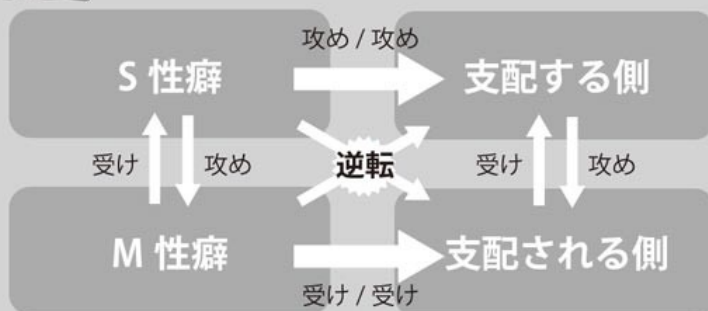 攻め / 攻め
S 性癖
支配する側
受け
攻め
逆転
受け
攻め
M 性癖
支配される側
受け / 受け